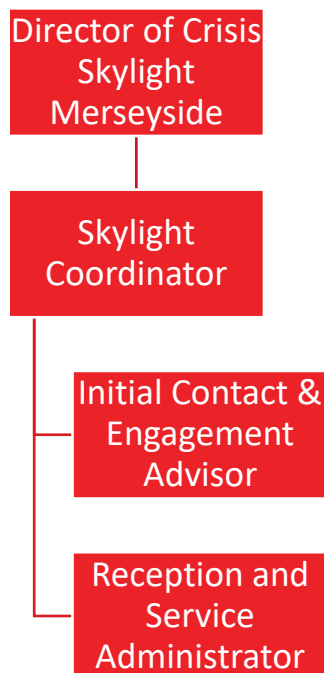 Director of Crisis
Skylight
Merseyside
Skylight
Coordinator
Initial Contact &
Engagement
Advisor
Reception and
Service
Administrator